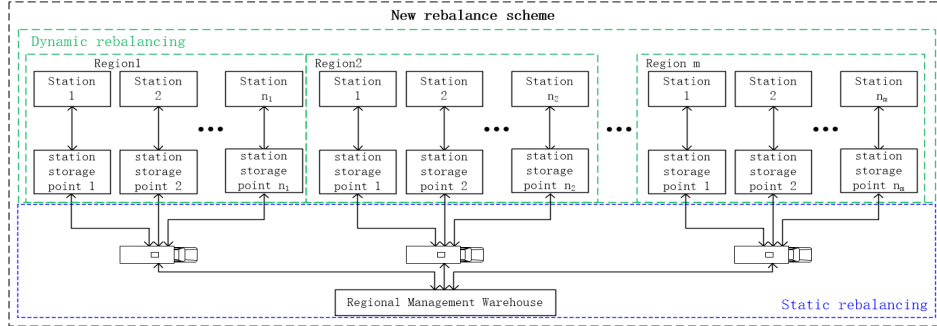 New rebalance scheme
Dynamic rebalancing
Region1
Station
1
Station
2
Station
n₁
•••
station
storage
point 1
station
storage
point 2
station
storage
point n₁
Region2
Station
1
Station
2
Station
n₂
•••
station
storage
point 1
station
storage
point 2
station
storage
point n₂
•••
Region m
Station
1
Station
2
Station
nₘ
•••
station
storage
point 1
station
storage
point 2
station
storage
point nₘ
Regional Management Warehouse
Static rebalancing